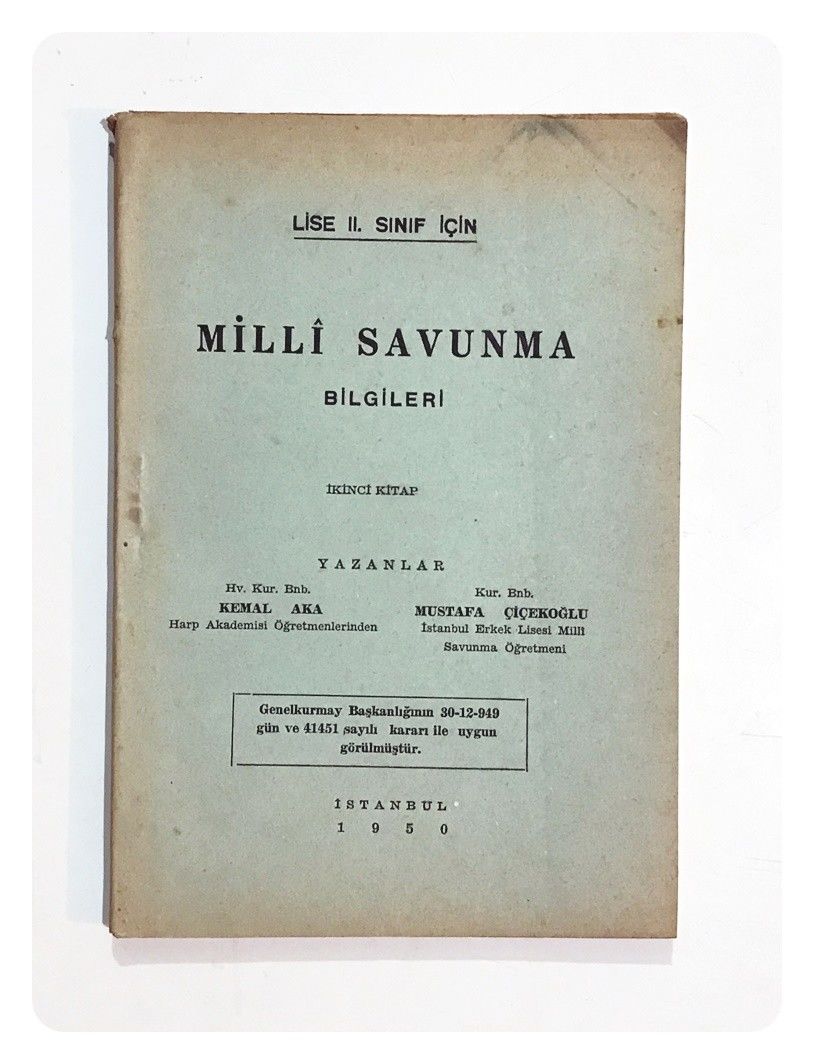 LİSE II. SINIF İÇİN
MİLLÎ SAVUNMA
BİLGİLERİ
İKİNCİ KİTAP
YAZANLAR
Hv. Kur. Bnb.
KEMAL AKA
Harp Akademisi Öğretmenlerinden
Kur. Bnb.
MUSTAFA ÇİÇEKOĞLU
İstanbul Erkek Lisesi Millî
Savunma Öğretmeni
Genelkurmay Başkanlığının 30-12-949
gün ve 41451 sayılı kararı ile uygun
görülmüştür.
İSTANBUL
1950